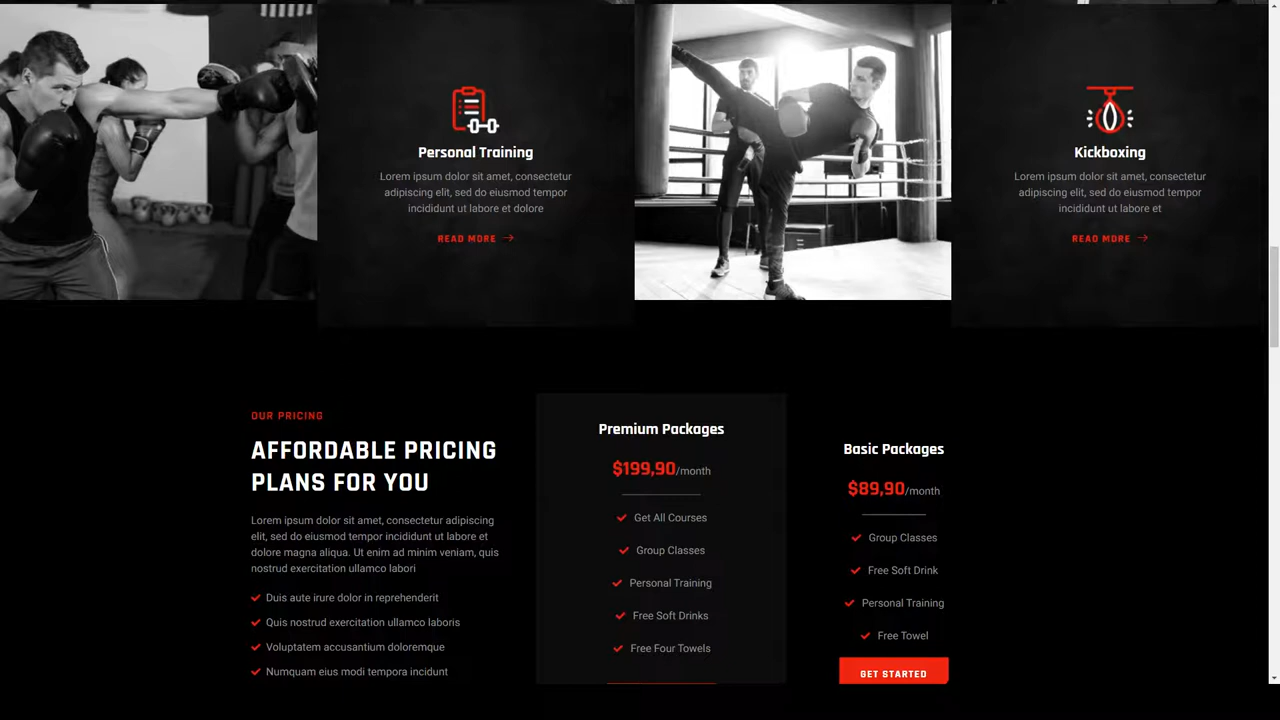 Personal Training
Lorem ipsum dolor sit amet, consectetur
adipiscing elit, sed do eiusmod tempor
incididunt ut labore et dolore
READ MORE
Kickboxing
Lorem ipsum dolor sit amet, consectetur
adipiscing elit, sed do eiusmod tempor
incididunt ut labore et
READ MORE
OUR PRICING
AFFORDABLE PRICING
PLANS FOR YOU
Lorem ipsum dolor sit amet, consectetur adipiscing
elit, sed do eiusmod tempor incididunt ut labore et
dolore magna aliqua. Ut enim ad minim veniam, quis
nostrud exercitation ullamco labori
Duis aute irure dolor in reprehenderit
Quis nostrud exercitation ullamco laboris
Voluptatem accusantium doloremque
Numquam eius modi tempora incidunt
Premium Packages
$199,90/month
Get All Courses
Group Classes
Personal Training
Free Soft Drinks
Free Four Towels
Basic Packages
$89,90/month
Group Classes
Free Soft Drink
Personal Training
Free Towel
GET STARTED